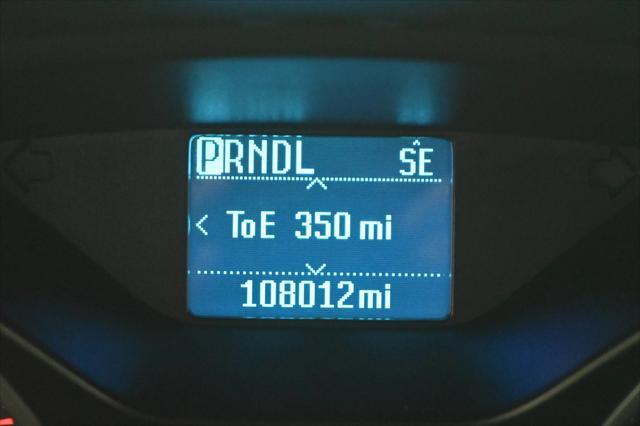 PRNDL SE
< ToE 350 mi
108012mi